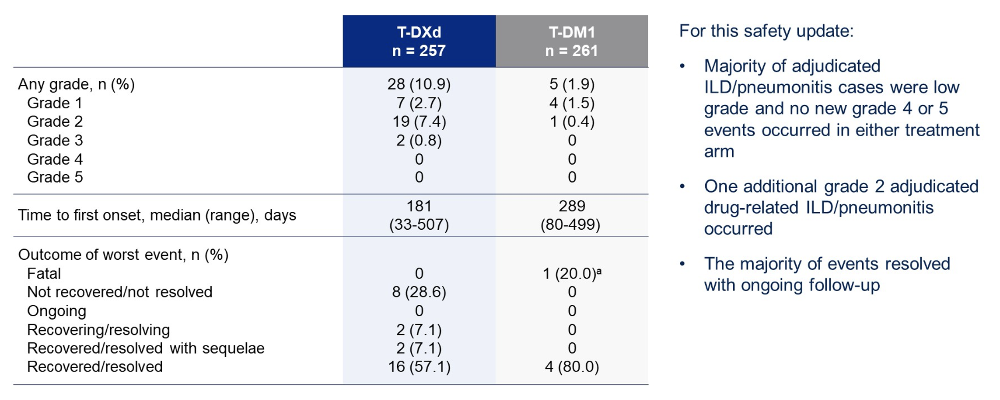 T-DXd T-DM1
n = 257 n = 261
Any grade, n (%) 28 (10.9) 5 (1.9)
Grade 1 7 (2.7) 4 (1.5)
Grade 2 19 (7.4) 1 (0.4)
Grade 3 2 (0.8) 0
Grade 4 0 0
Grade 5 0 0
Time to first onset, median (range), days 181 (33-507) 289 (80-499)
Outcome of worst event, n (%)
Fatal 0 1 (20.0)ᵃ
Not recovered/not resolved 8 (28.6) 0
Ongoing 0 0
Recovering/resolving 2 (7.1) 0
Recovered/resolved with sequelae 2 (7.1) 0
Recovered/resolved 16 (57.1) 4 (80.0)
For this safety update:
• Majority of adjudicated
ILD/pneumonitis cases were low
grade and no new grade 4 or 5
events occurred in either treatment
arm
• One additional grade 2 adjudicated
drug-related ILD/pneumonitis
occurred
• The majority of events resolved
with ongoing follow-up